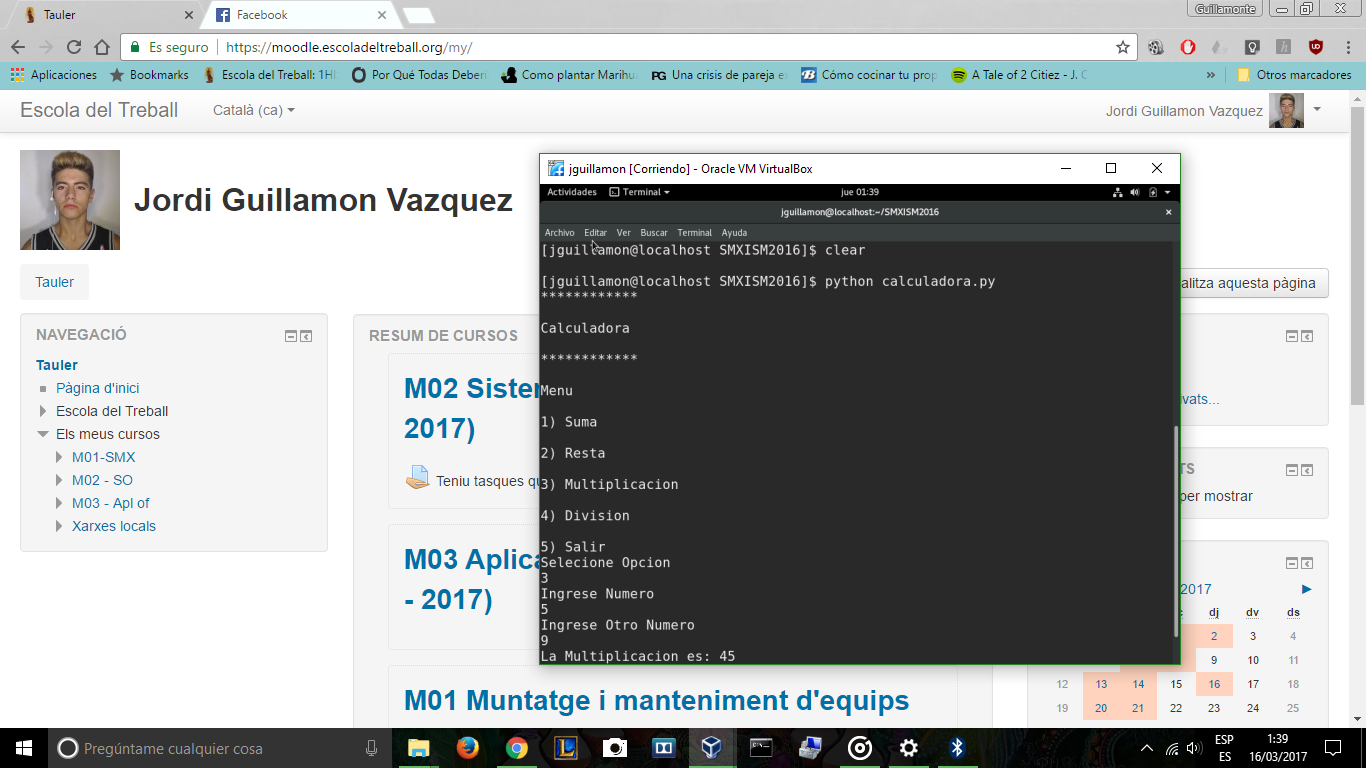 Tauler
Facebook
Guillamonte
Es seguro
https://moodle.escoladeltreball.org/my/
Aplicaciones
Bookmarks
Escola del Treball: 1HI
Por Qué Todas Deber
Como plantar Marihu
PG Una crisis de pareja e
Cómo cocinar tu prop
A Tale of 2 Citiez - J. C
»
Otros marcadores
Escola del Treball
Català (ca)
Jordi Guillamon Vazquez
Jordi Guillamon Vazquez
Tauler
alitza aquesta pàgina
NAVEGACIÓ
Tauler
Pàgina d'inici
Escola del Treball
Els meus cursos
M01-SMX
M02 - SO
M03 - Apl of
Xarxes locals
RESUM DE CURSOS
M02 Sister
2017)
Teniu tasques qu
M03 Aplica
- 2017)
M01 Muntatge i manteniment d'equips
jguillamon [Corriendo] - Oracle VM VirtualBox
Actividades
Terminal
jue 01:39
jguillamon@localhost:~/SMXISM2016
Archivo Editar Ver Buscar Terminal Ayuda
[jguillamon@localhost SMXISM2016]$ clear
[jguillamon@localhost SMXISM2016]$ python calculadora.py
************
Calculadora
************
Menu
1) Suma
2) Resta
3) Multiplicacion
4) Division
5) Salir
Selecione Opcion
3
Ingrese Numero
5
Ingrese Otro Numero
9
La Multiplicacion es: 45
ivats...
TS
per mostrar
2017
dj dv ds
2 3 4
9 10 11
12 13 14 15 16 17 18
19 20 21 22 23 24 25
Pregúntame cualquier cosa
ESP
ES
1:39
16/03/2017